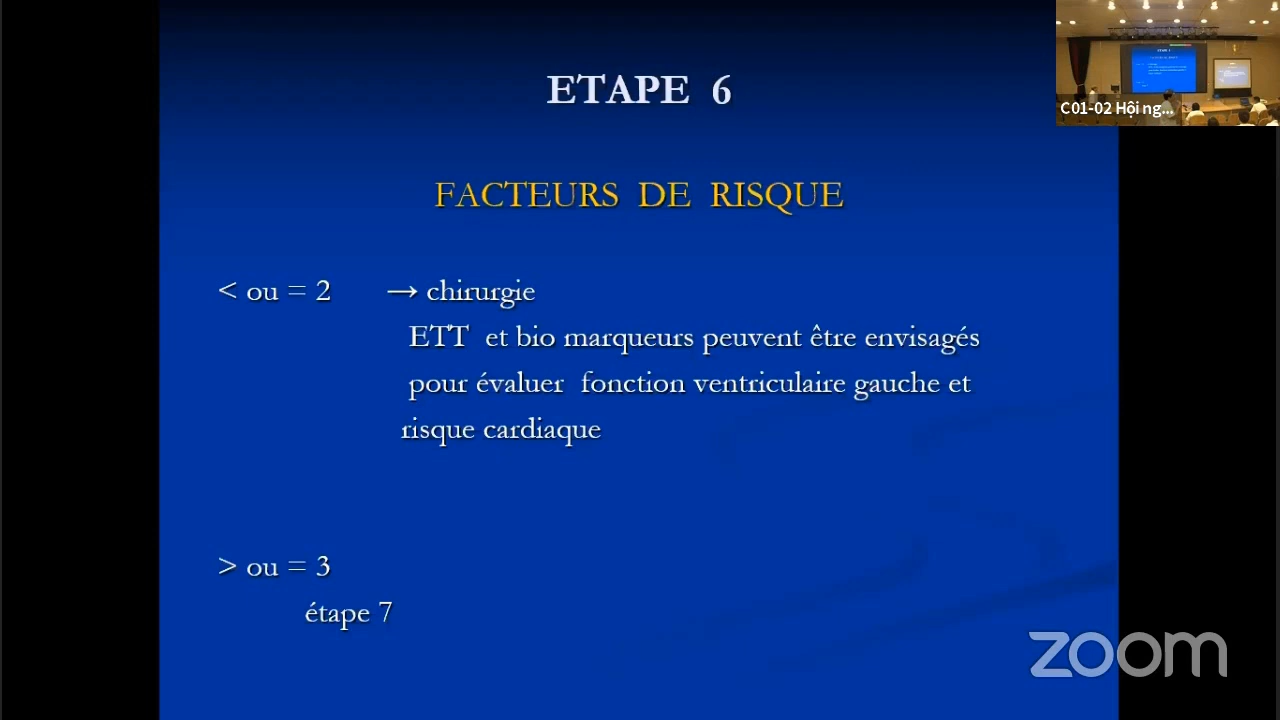 ETAPE 6
FACTEURS DE RISQUE
< ou = 2 → chirurgie
ETT et bio marqueurs peuvent être envisagés
pour évaluer fonction ventriculaire gauche et
risque cardiaque
> ou = 3
étape 7
C01-02 Hội ng...
zoom